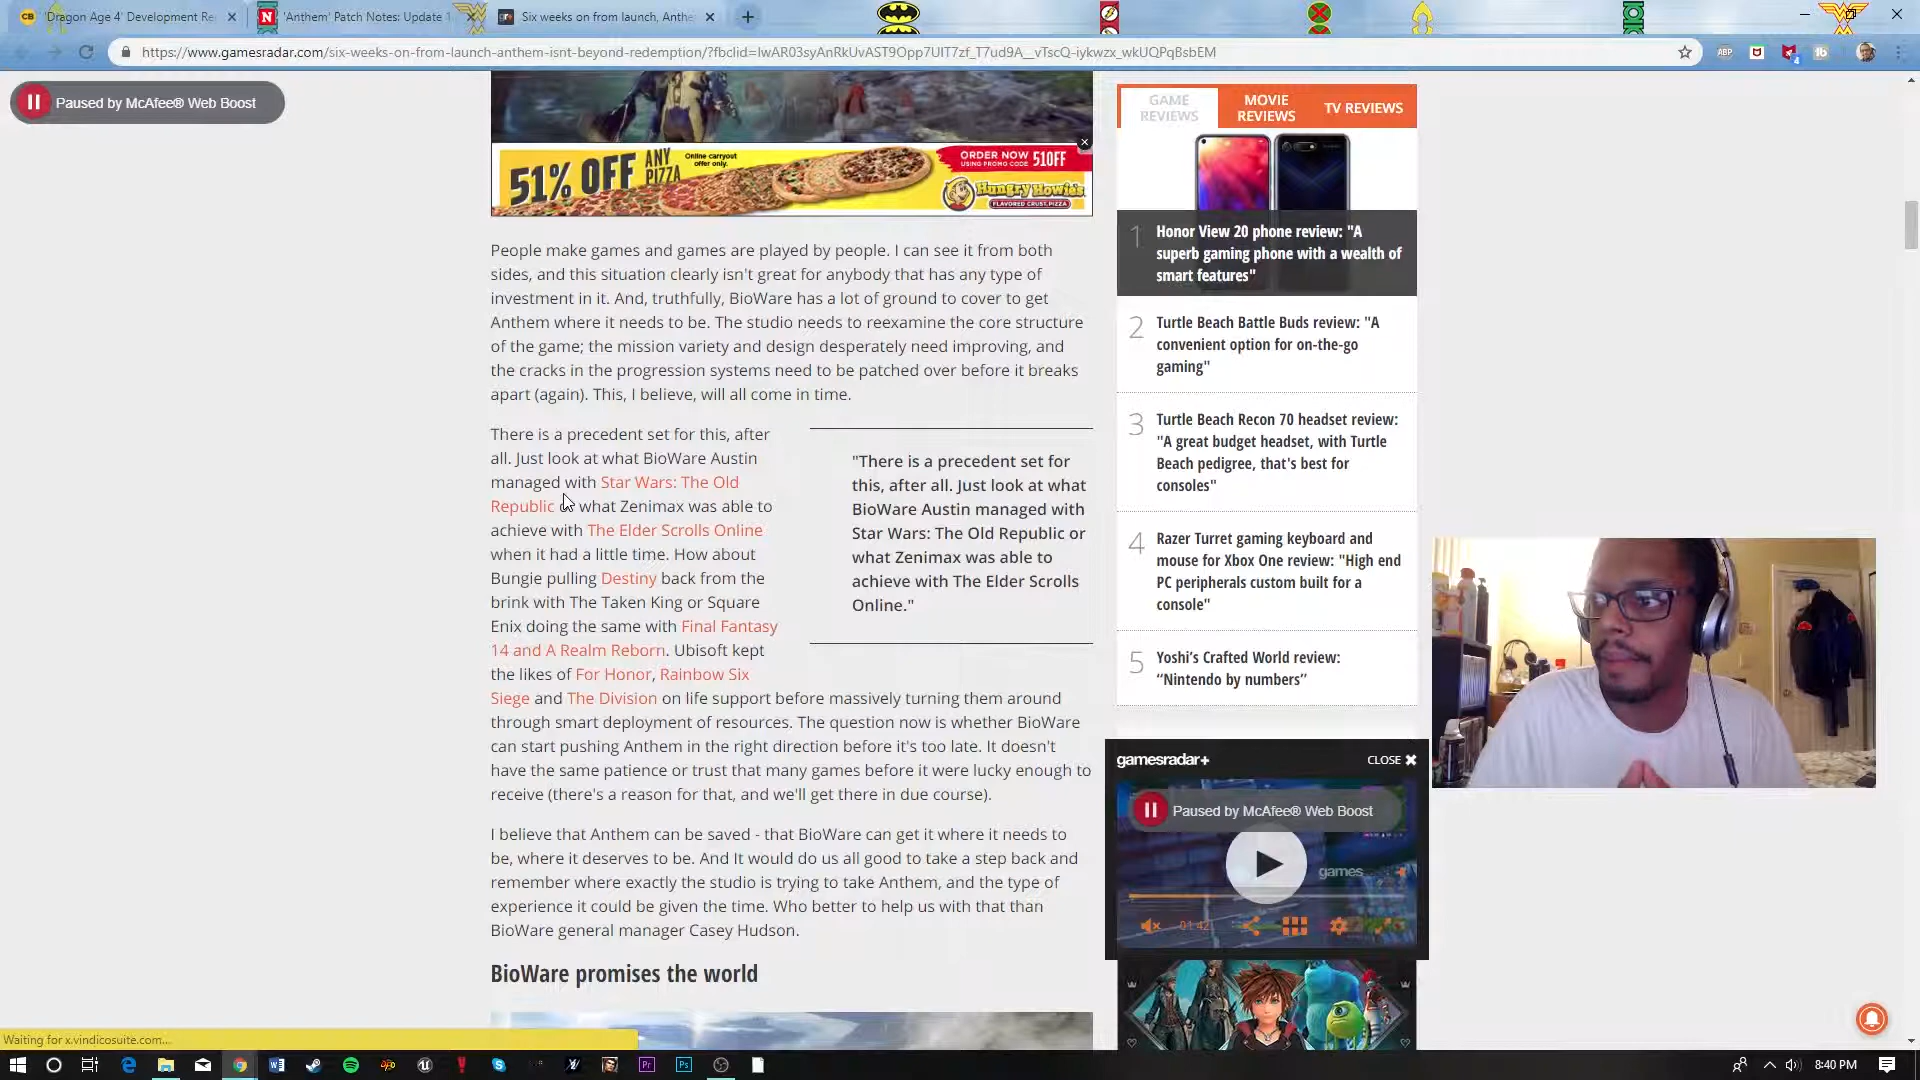 'Dragon Age 4' Development Re
'Anthem' Patch Notes: Update 1
Six weeks on from launch, Anthe
https://www.gamesradar.com/six-weeks-on-from-launch-anthem-isnt-beyond-redemption/?fbclid=IwAR03syAnRkUvAST9Opp7UIT7zf_T7ud9A__vTscQ-iykwzx_wkUQPqBsbEM
Paused by McAfee® Web Boost
51% OFF ANY PIZZA
Online carryout offer only.
ORDER NOW
USING PROMO CODE 51OFF
Hungry Howie's
FLAVORED CRUST PIZZA
People make games and games are played by people. I can see it from both
sides, and this situation clearly isn't great for anybody that has any type of
investment in it. And, truthfully, BioWare has a lot of ground to cover to get
Anthem where it needs to be. The studio needs to reexamine the core structure
of the game; the mission variety and design desperately need improving, and
the cracks in the progression systems need to be patched over before it breaks
apart (again). This, I believe, will all come in time.
There is a precedent set for this, after
all. Just look at what BioWare Austin
managed with Star Wars: The Old
Republic what Zenimax was able to
achieve with The Elder Scrolls Online
when it had a little time. How about
Bungie pulling Destiny back from the
brink with The Taken King or Square
Enix doing the same with Final Fantasy
14 and A Realm Reborn. Ubisoft kept
the likes of For Honor, Rainbow Six
Siege and The Division on life support before massively turning them around
through smart deployment of resources. The question now is whether BioWare
can start pushing Anthem in the right direction before it's too late. It doesn't
have the same patience or trust that many games before it were lucky enough to
receive (there's a reason for that, and we'll get there in due course).
"There is a precedent set for
this, after all. Just look at what
BioWare Austin managed with
Star Wars: The Old Republic or
what Zenimax was able to
achieve with The Elder Scrolls
Online."
I believe that Anthem can be saved - that BioWare can get it where it needs to
be, where it deserves to be. And It would do us all good to take a step back and
remember where exactly the studio is trying to take Anthem, and the type of
experience it could be given the time. Who better to help us with that than
BioWare general manager Casey Hudson.
BioWare promises the world
GAME REVIEWS
MOVIE REVIEWS
TV REVIEWS
1 Honor View 20 phone review: "A
superb gaming phone with a wealth of
smart features"
2 Turtle Beach Battle Buds review: "A
convenient option for on-the-go
gaming"
3 Turtle Beach Recon 70 headset review:
"A great budget headset, with Turtle
Beach pedigree, that's best for
consoles"
4 Razer Turret gaming keyboard and
mouse for Xbox One review: "High end
PC peripherals custom built for a
console"
5 Yoshi's Crafted World review:
“Nintendo by numbers”
gamesradar+
CLOSE
Paused by McAfee® Web Boost
games
01:42
Waiting for x.vindicosuite.com...
8:40 PM